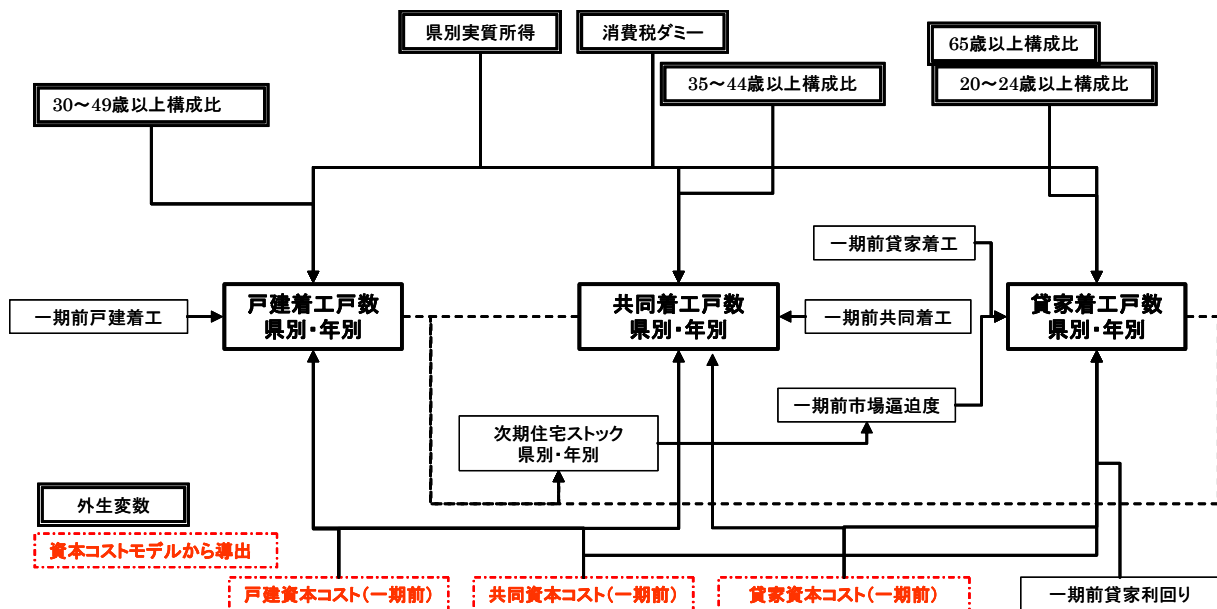 県別実質所得
消費税ダミー
65歳以上構成比
30～49歳以上構成比
35～44歳以上構成比
20～24歳以上構成比
一期前貸家着工
一期前戸建着工
戸建着工戸数
県別・年別
共同着工戸数
県別・年別
一期前共同着工
貸家着工戸数
県別・年別
一期前市場逼迫度
次期住宅ストック
県別・年別
外生変数
資本コストモデルから導出
戸建資本コスト(一期前)
共同資本コスト(一期前)
貸家資本コスト(一期前)
一期前貸家利回り